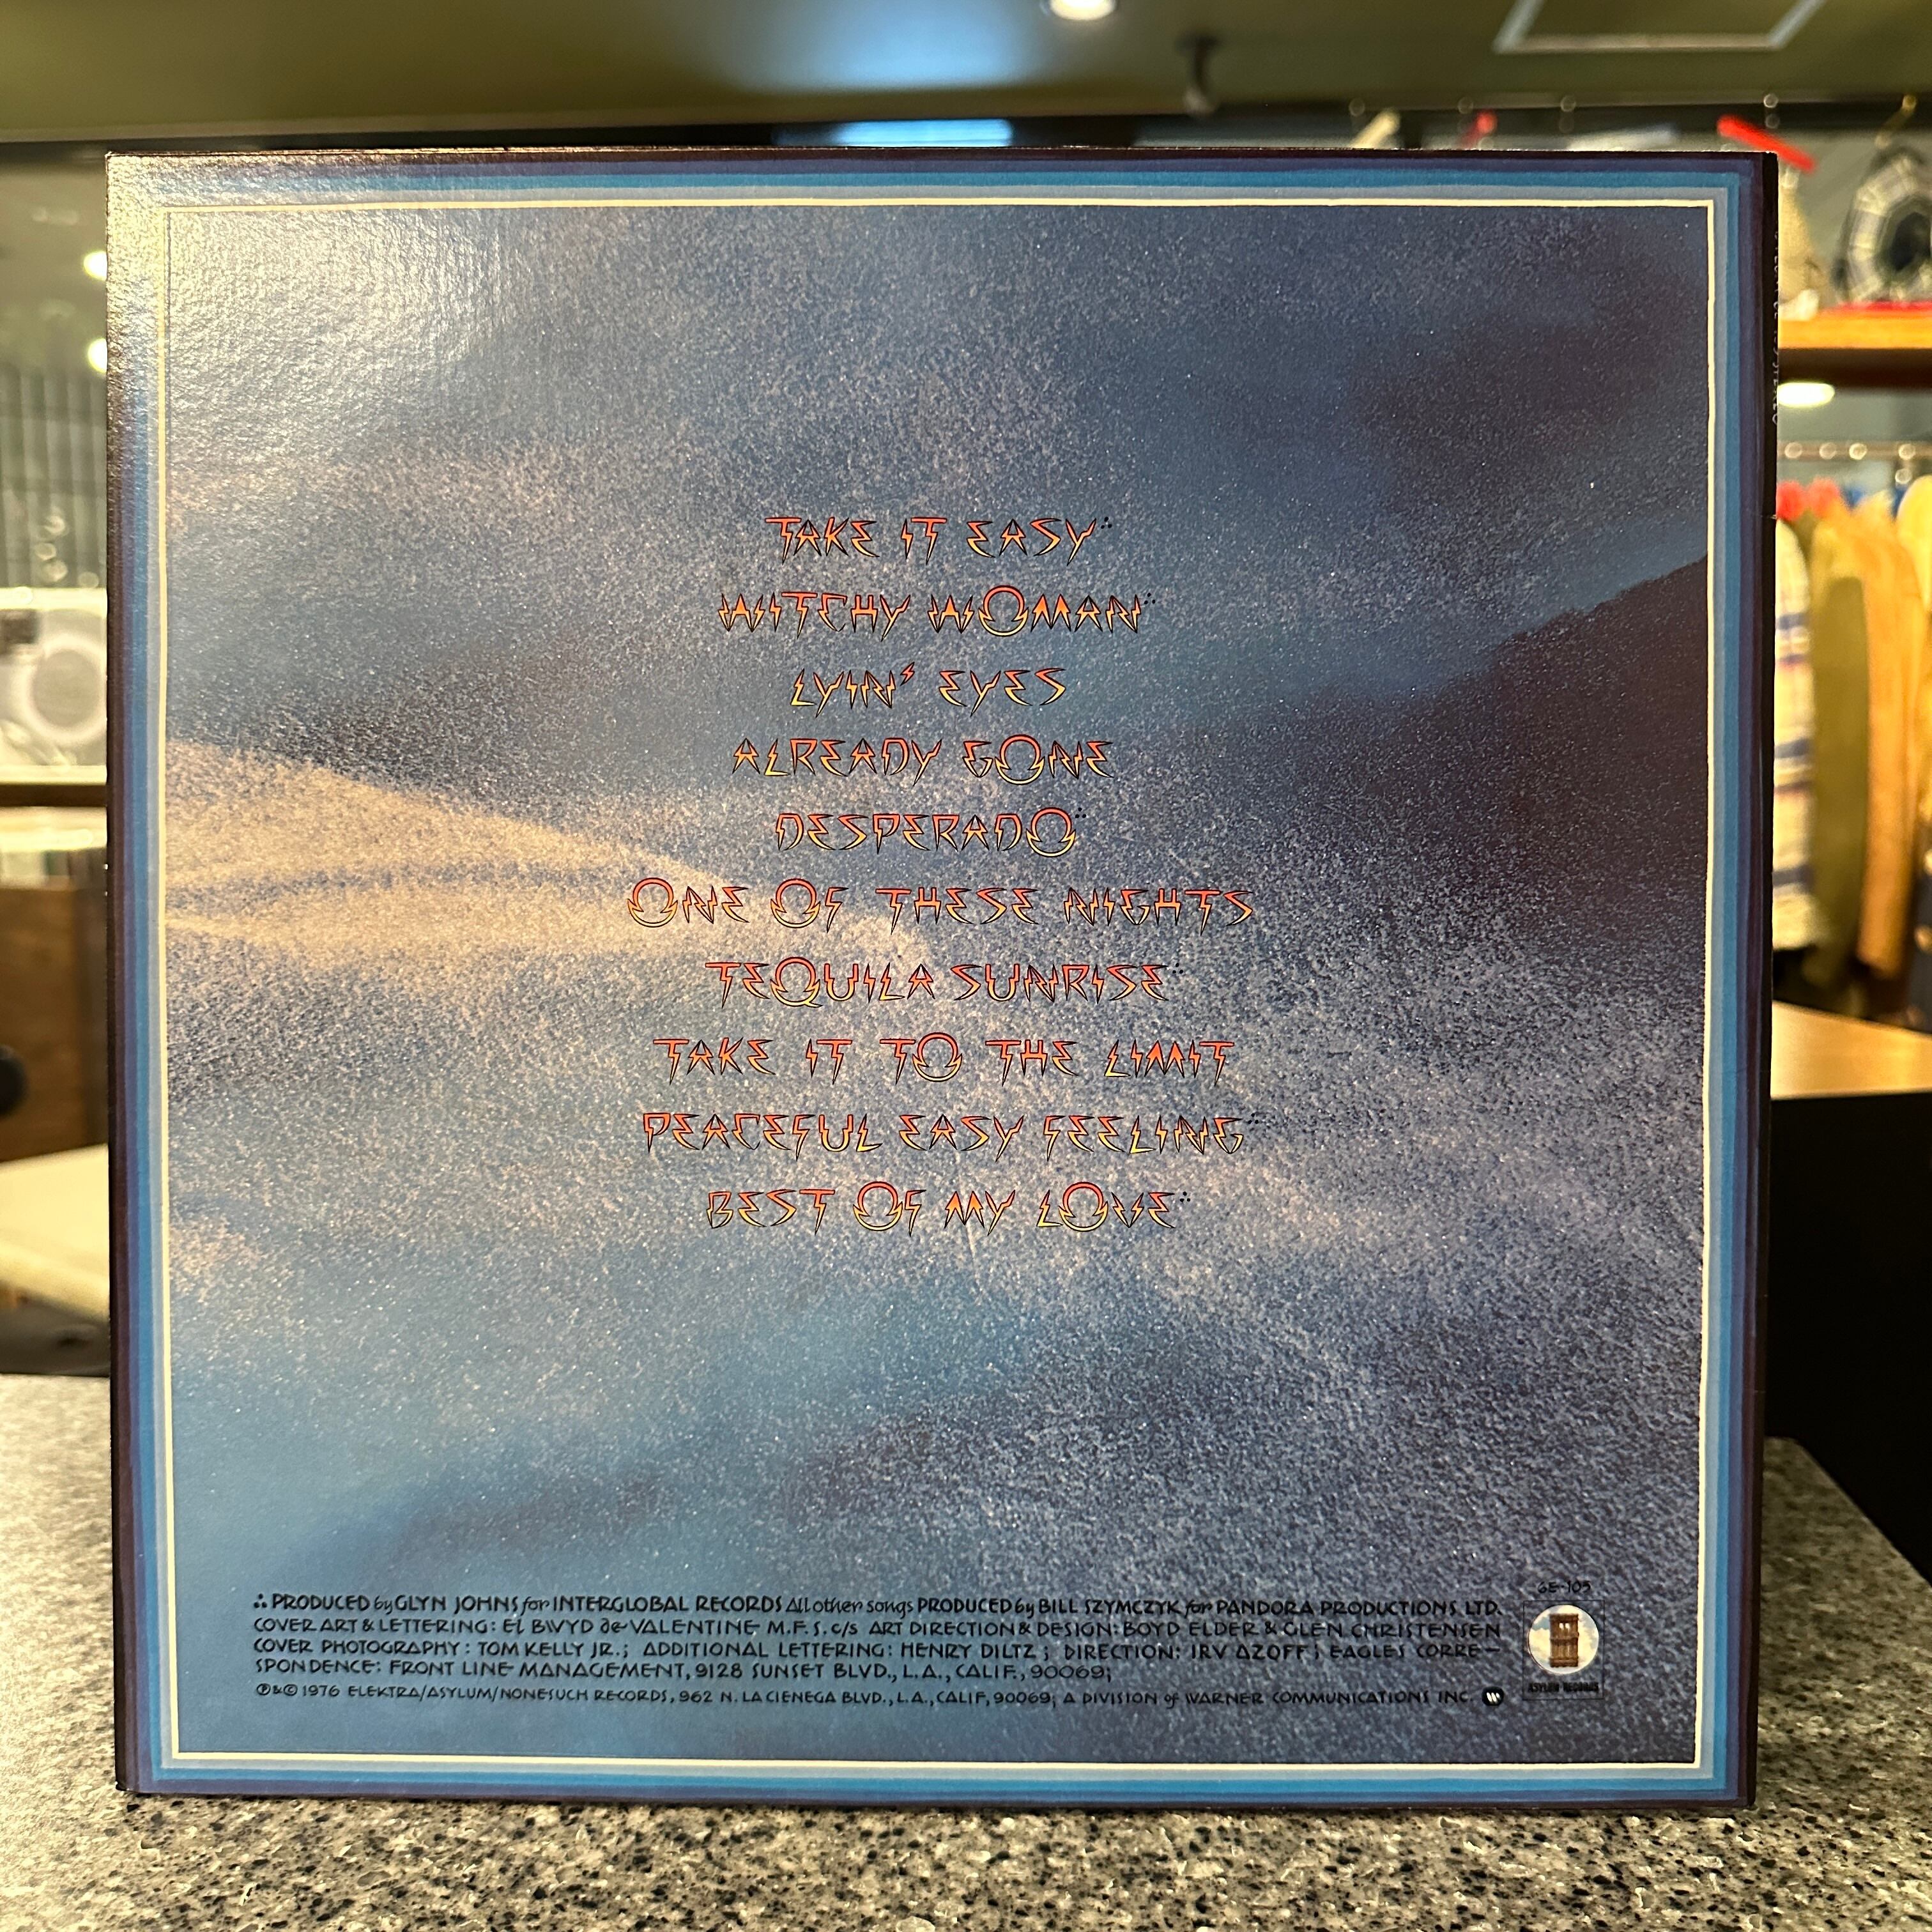 TAKE IT EASY∴
WITCHY WOMAN∴
LYIN' EYES
ALREADY GONE
DESPERADO∴
ONE OF THESE NIGHTS
TEQUILA SUNRISE∴
TAKE IT TO THE LIMIT
PEACEFUL EASY FEELING∴
BEST OF MY LOVE∴
6E-105
∴ PRODUCED by GLYN JOHNS for INTERGLOBAL RECORDS All other songs PRODUCED by BILL SZYMCZYK for PANDORA PRODUCTIONS LTD.
COVER ART & LETTERING: El BWYD de VALENTINE M.F.S. c/s ART DIRECTION & DESIGN: BOYD ELDER & GLEN CHRISTENSEN
COVER PHOTOGRAPHY: TOM KELLY JR.; ADDITIONAL LETTERING: HENRY DILTZ; DIRECTION: IRV AZOFF; EAGLES CORRE-
SPONDENCE: FRONT LINE MANAGEMENT, 9128 SUNSET BLVD., L.A., CALIF., 90069;
℗&© 1976 ELEKTRA/ASYLUM/NONESUCH RECORDS, 962 N. LA CIENEGA BLVD., L.A., CALIF, 90069; A DIVISION of WARNER COMMUNICATIONS INC.
ASYLUM RECORDS